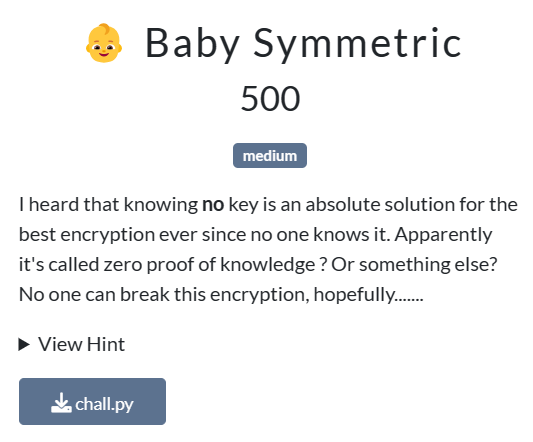 👶 Baby Symmetric
500
medium
I heard that knowing no key is an absolute solution for the
best encryption ever since no one knows it. Apparently
it's called zero proof of knowledge ? Or something else?
No one can break this encryption, hopefully.......
▶ View Hint
chall.py